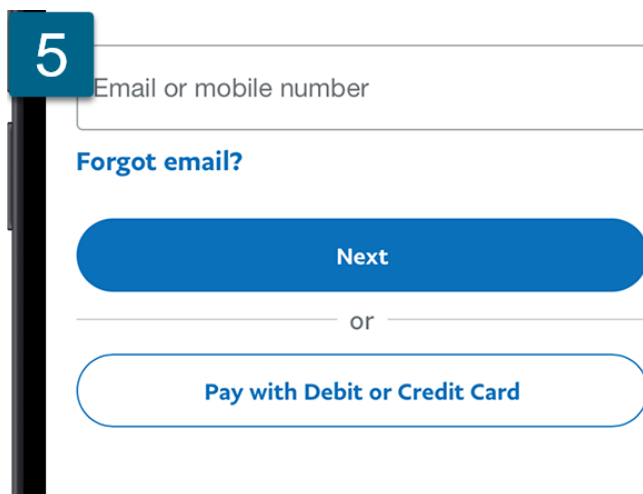 5
Email or mobile number
Forgot email?
Next
or
Pay with Debit or Credit Card